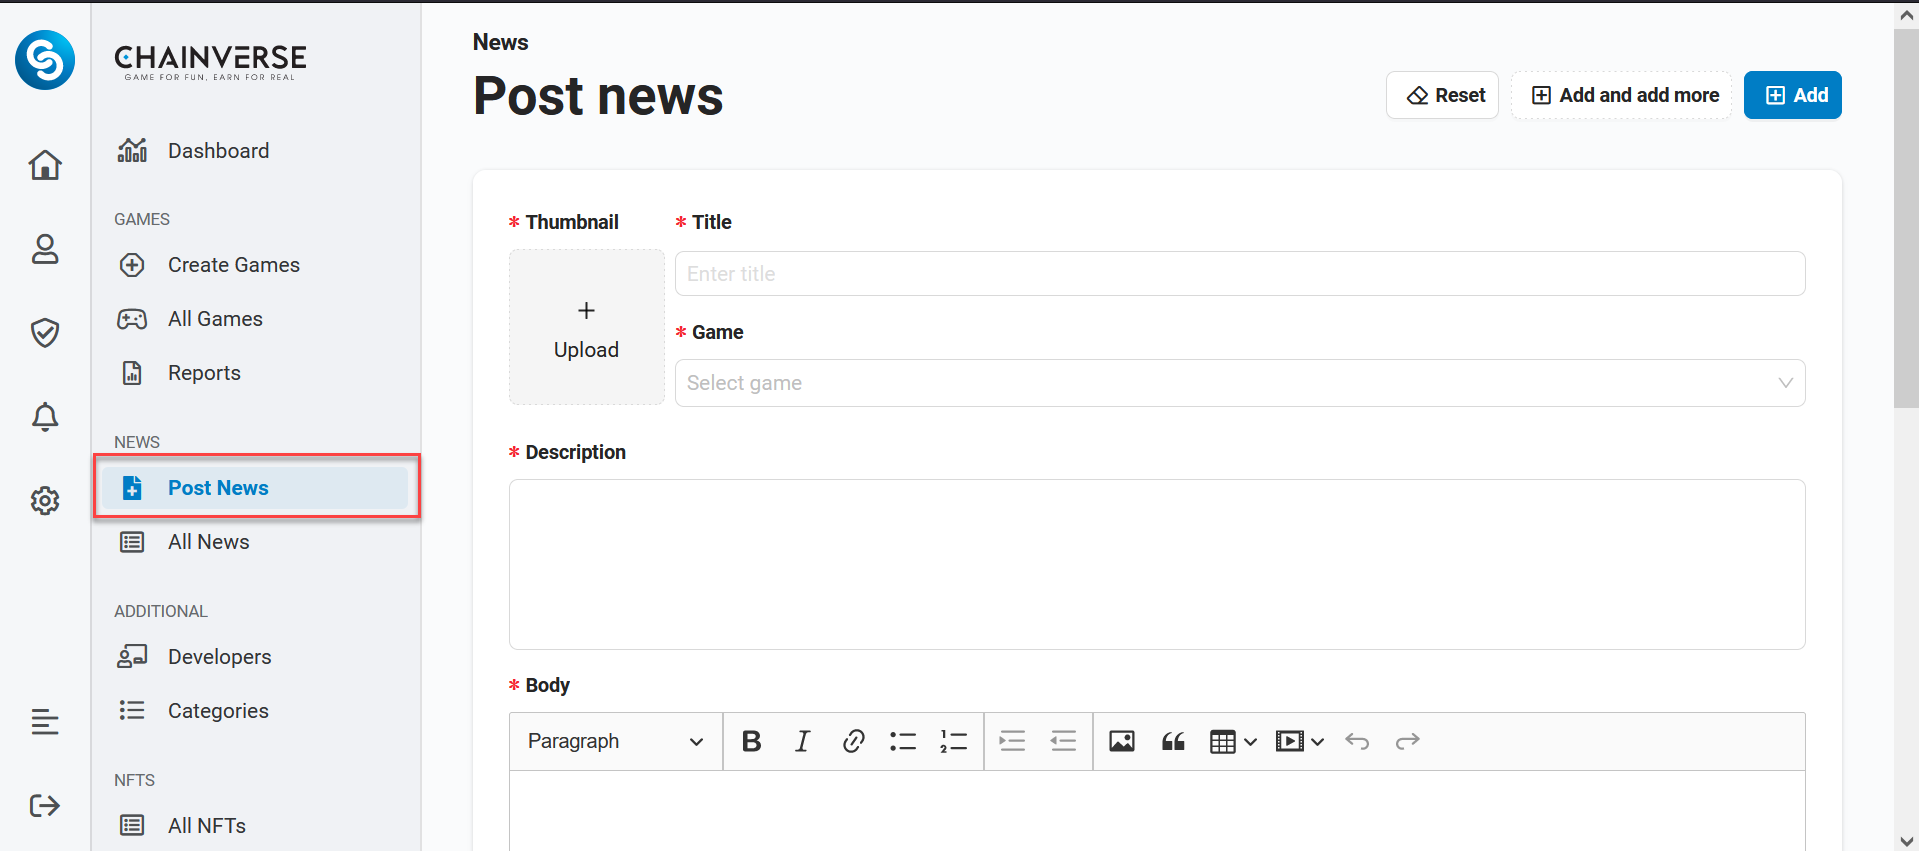 CHAINVERSE
GAME FOR FUN, EARN FOR REAL
Dashboard
GAMES
Create Games
All Games
Reports
NEWS
Post News
All News
ADDITIONAL
Developers
Categories
NFTS
All NFTs
News
Post news
Reset
Add and add more
Add
* Thumbnail
Upload
* Title
Enter title
* Game
Select game
* Description
* Body
Paragraph